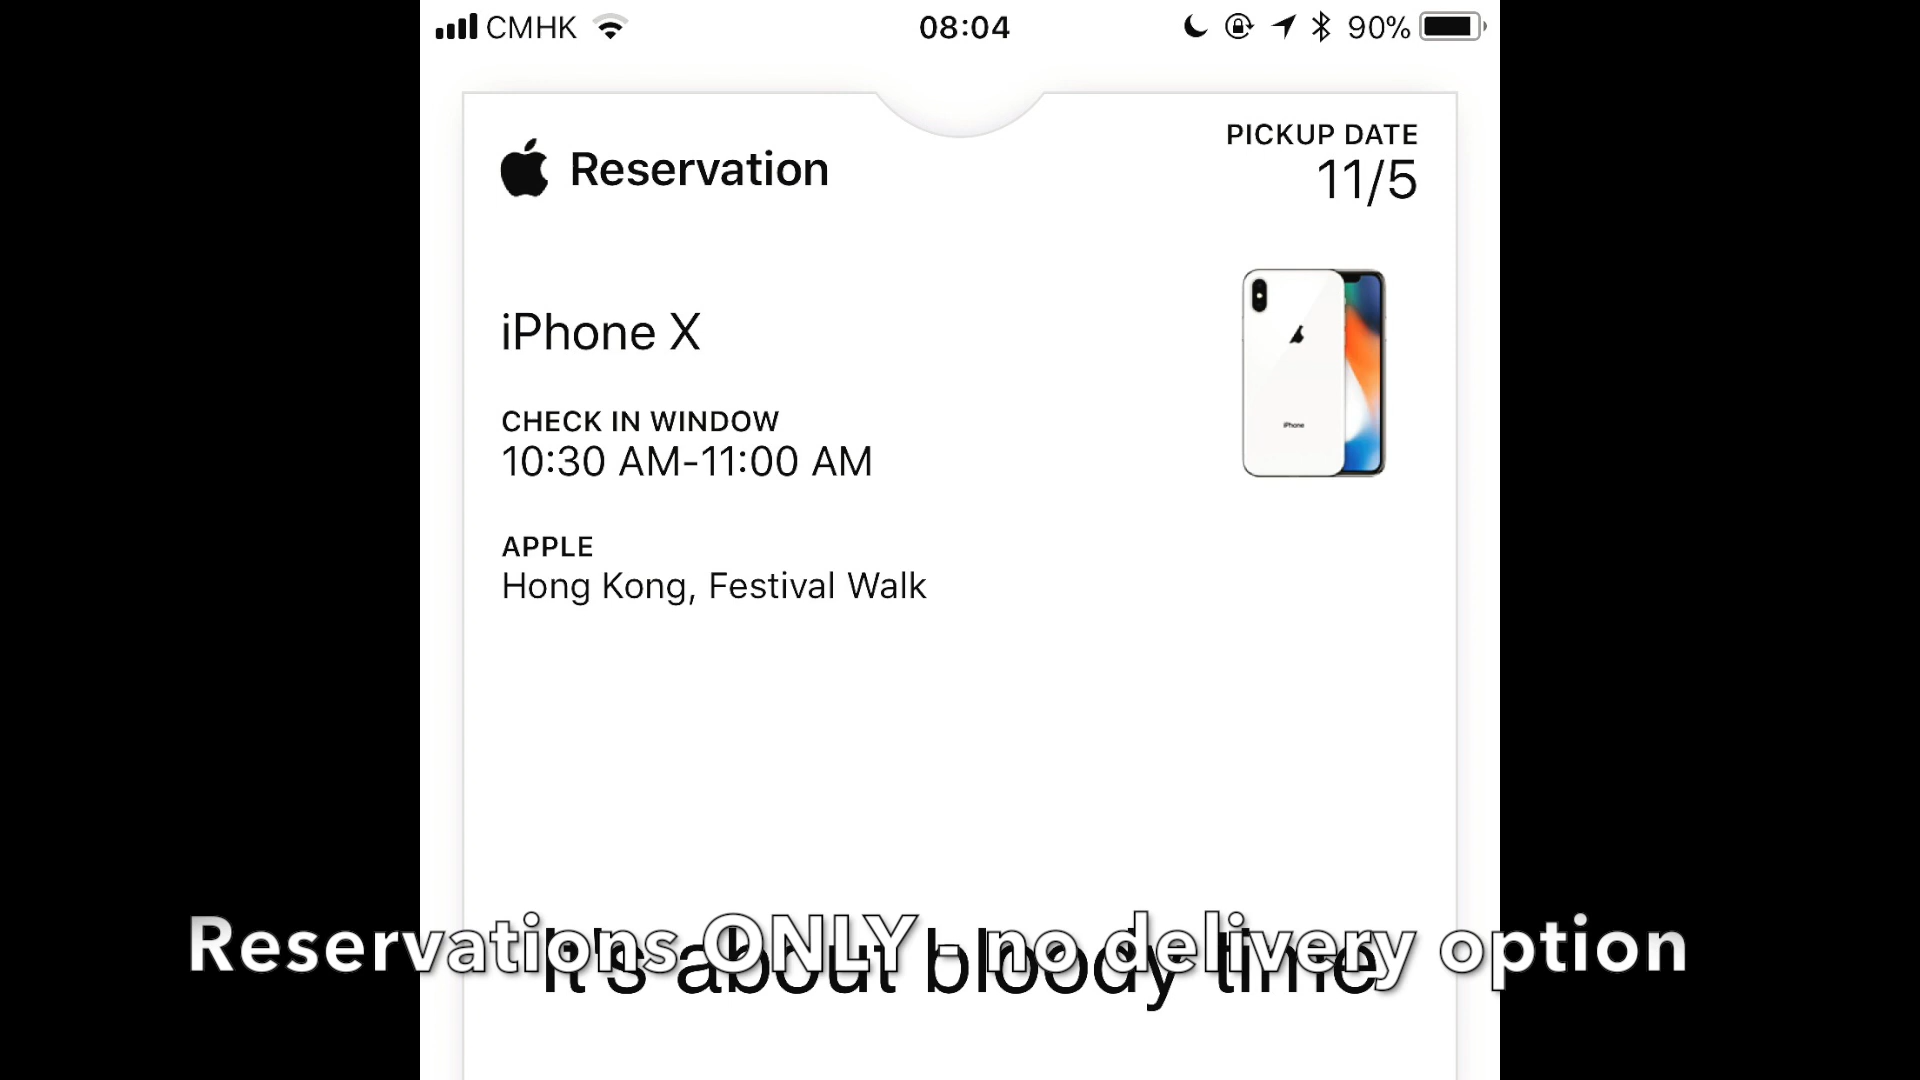 CMHK
08:04
90%
PICKUP DATE
11/5
Reservation
iPhone X
iPhone
CHECK IN WINDOW
10:30 AM-11:00 AM
APPLE
Hong Kong, Festival Walk
Reservations ONLY - no delivery option
It's about bloody time